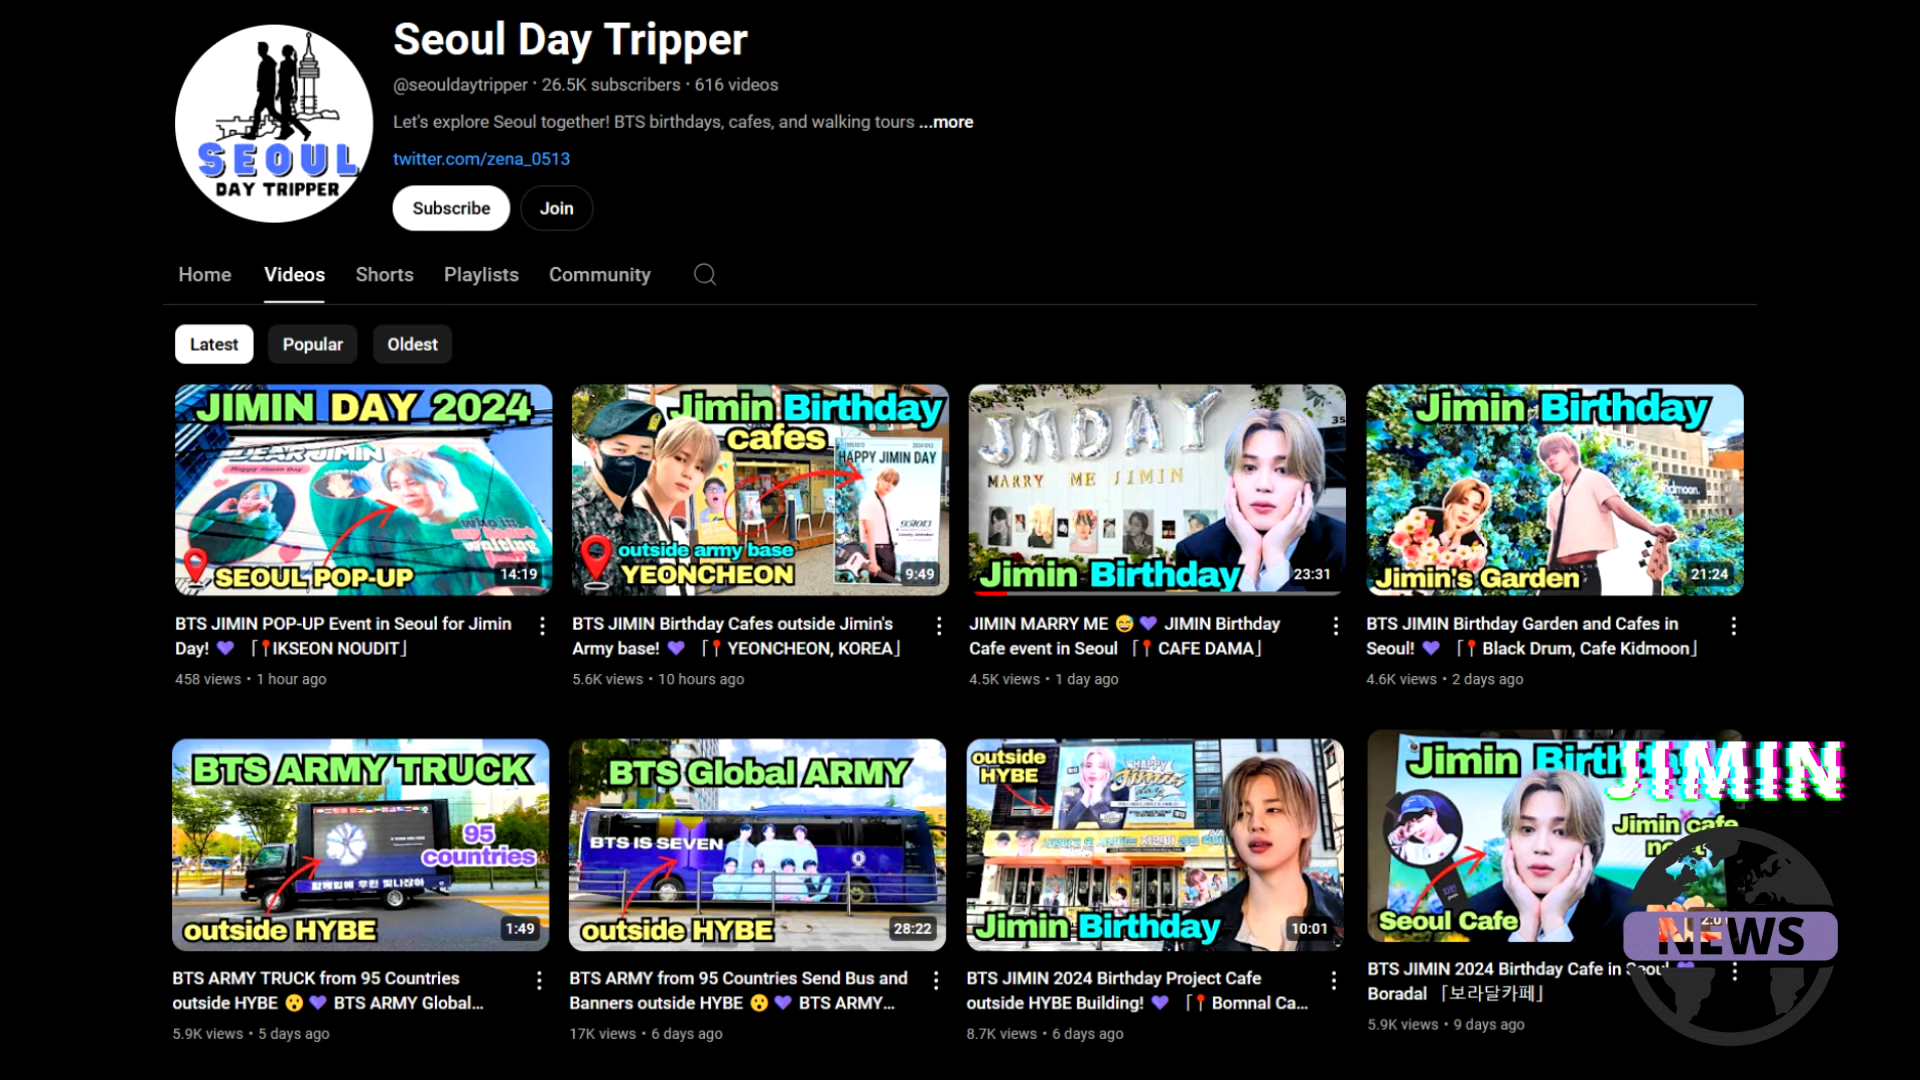 Seoul Day Tripper
@seouldaytripper · 26.5K subscribers · 616 videos
Let's explore Seoul together! BTS birthdays, cafes, and walking tours ...more
twitter.com/zena_0513
Subscribe
Join
SEOUL
DAY TRIPPER
Home
Videos
Shorts
Playlists
Community
Latest
Popular
Oldest
JIMIN DAY 2024
DEAR JIMIN
Happy Jimin Day
SEOUL POP-UP
14:19
BTS JIMIN POP-UP Event in Seoul for Jimin
Day! 💜 「📍IKSEON NOUDIT」
458 views • 1 hour ago
Jimin Birthday
cafes
HAPPY JIMIN DAY
outside army base
YEONCHEON
9:49
BTS JIMIN Birthday Cafes outside Jimin's
Army base! 💜 「📍 YEONCHEON, KOREA」
5.6K views • 10 hours ago
JMDAY
MARRY ME JIMIN
Jimin Birthday
23:31
JIMIN MARRY ME 😅💜 JIMIN Birthday
Cafe event in Seoul 「📍 CAFE DAMA」
4.5K views • 1 day ago
Jimin Birthday
Jimin's Garden
21:24
BTS JIMIN Birthday Garden and Cafes in
Seoul! 💜 「📍 Black Drum, Cafe Kidmoon」
4.6K views • 2 days ago
BTS ARMY TRUCK
95
countries
outside HYBE
1:49
BTS ARMY TRUCK from 95 Countries
outside HYBE 😮💜 BTS ARMY Global...
5.9K views • 5 days ago
BTS Global ARMY
BTS IS SEVEN
outside HYBE
28:22
BTS ARMY from 95 Countries Send Bus and
Banners outside HYBE 😮💜 BTS ARMY...
17K views • 6 days ago
outside
HYBE
HAPPY
Jimin
day
Jimin Birthday
10:01
BTS JIMIN 2024 Birthday Project Cafe
outside HYBE Building! 💜 「📍 Bomnal Ca...
8.7K views • 6 days ago
Jimin
JIMIN
Jimin cafe
Seoul Cafe
NEWS
BTS JIMIN 2024 Birthday Cafe in Seoul 💜
Boradal 「보라달카페」
5.9K views • 9 days ago